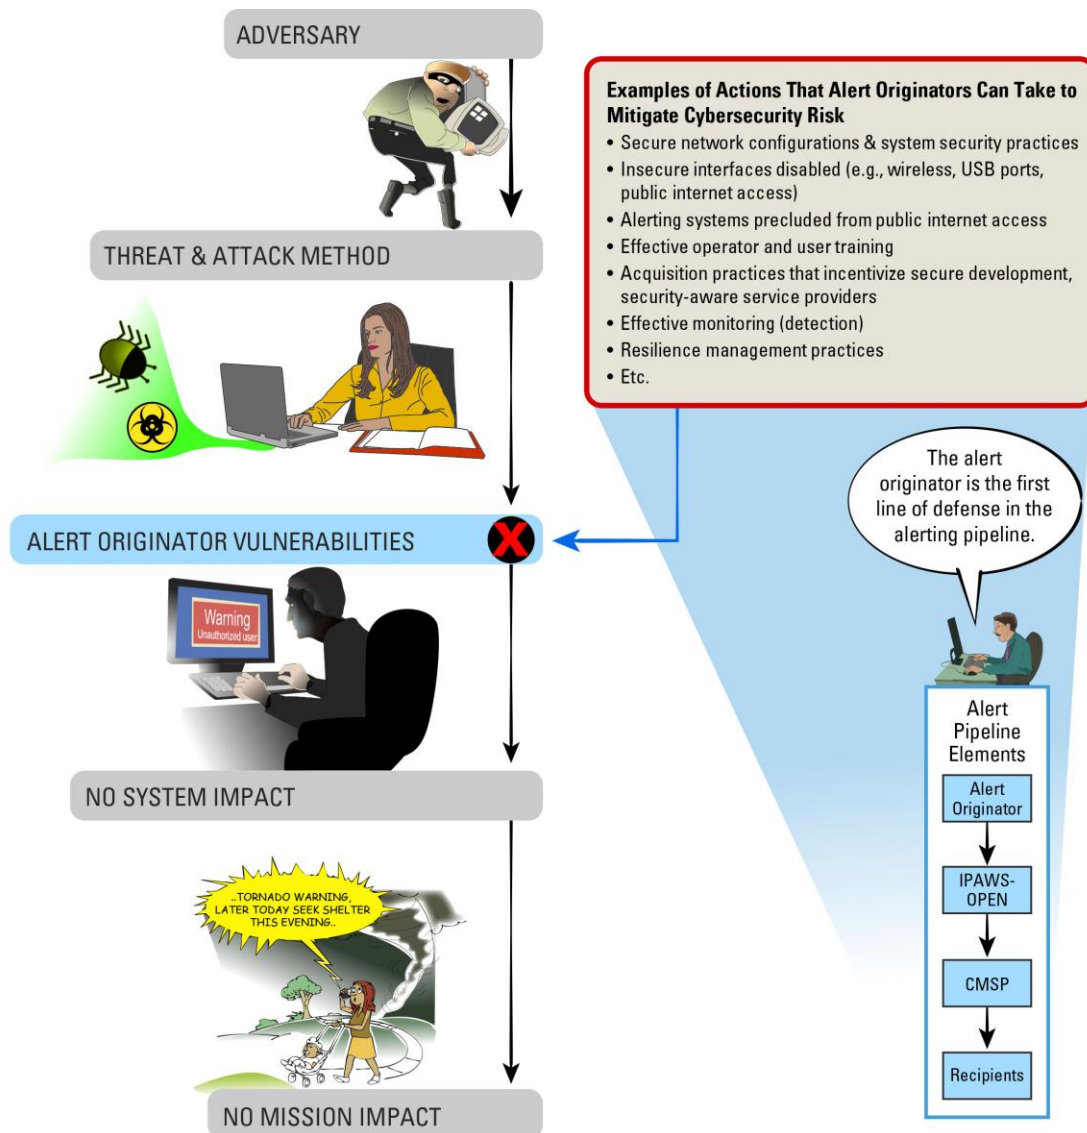 ADVERSARY
Examples of Actions That Alert Originators Can Take to
Mitigate Cybersecurity Risk
• Secure network configurations & system security practices
• Insecure interfaces disabled (e.g., wireless, USB ports,
public internet access)
• Alerting systems precluded from public internet access
• Effective operator and user training
• Acquisition practices that incentivize secure development,
security-aware service providers
• Effective monitoring (detection)
• Resilience management practices
• Etc.
THREAT & ATTACK METHOD
ALERT ORIGINATOR VULNERABILITIES
X
The alert
originator is the first
line of defense in the
alerting pipeline.
Warning
Unauthorized user
NO SYSTEM IMPACT
..TORNADO WARNING,
LATER TODAY SEEK SHELTER
THIS EVENING..
NO MISSION IMPACT
Alert
Pipeline
Elements
Alert
Originator
IPAWS-
OPEN
CMSP
Recipients